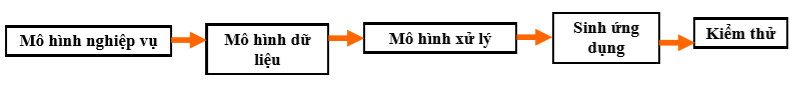 Mô hình nghiệp vụ
Mô hình dữ
liệu
Mô hình xử lý
Sinh ứng
dụng
Kiểm thử